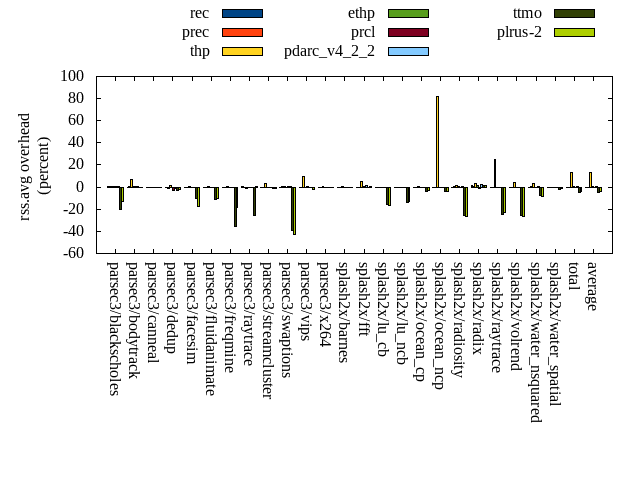 rec
prec
thp
ethp
prcl
pdarc_v4_2_2
ttmo
plrus-2
rss.avg overhead
(percent)
100
80
60
40
20
0
-20
-40
-60
parsec3/blackscholes
parsec3/bodytrack
parsec3/canneal
parsec3/dedup
parsec3/facesim
parsec3/fluidanimate
parsec3/freqmine
parsec3/raytrace
parsec3/streamcluster
parsec3/swaptions
parsec3/vips
parsec3/x264
splash2x/barnes
splash2x/fft
splash2x/lu_cb
splash2x/lu_ncb
splash2x/ocean_cp
splash2x/ocean_ncp
splash2x/radiosity
splash2x/radix
splash2x/raytrace
splash2x/volrend
splash2x/water_nsquared
splash2x/water_spatial
total
average